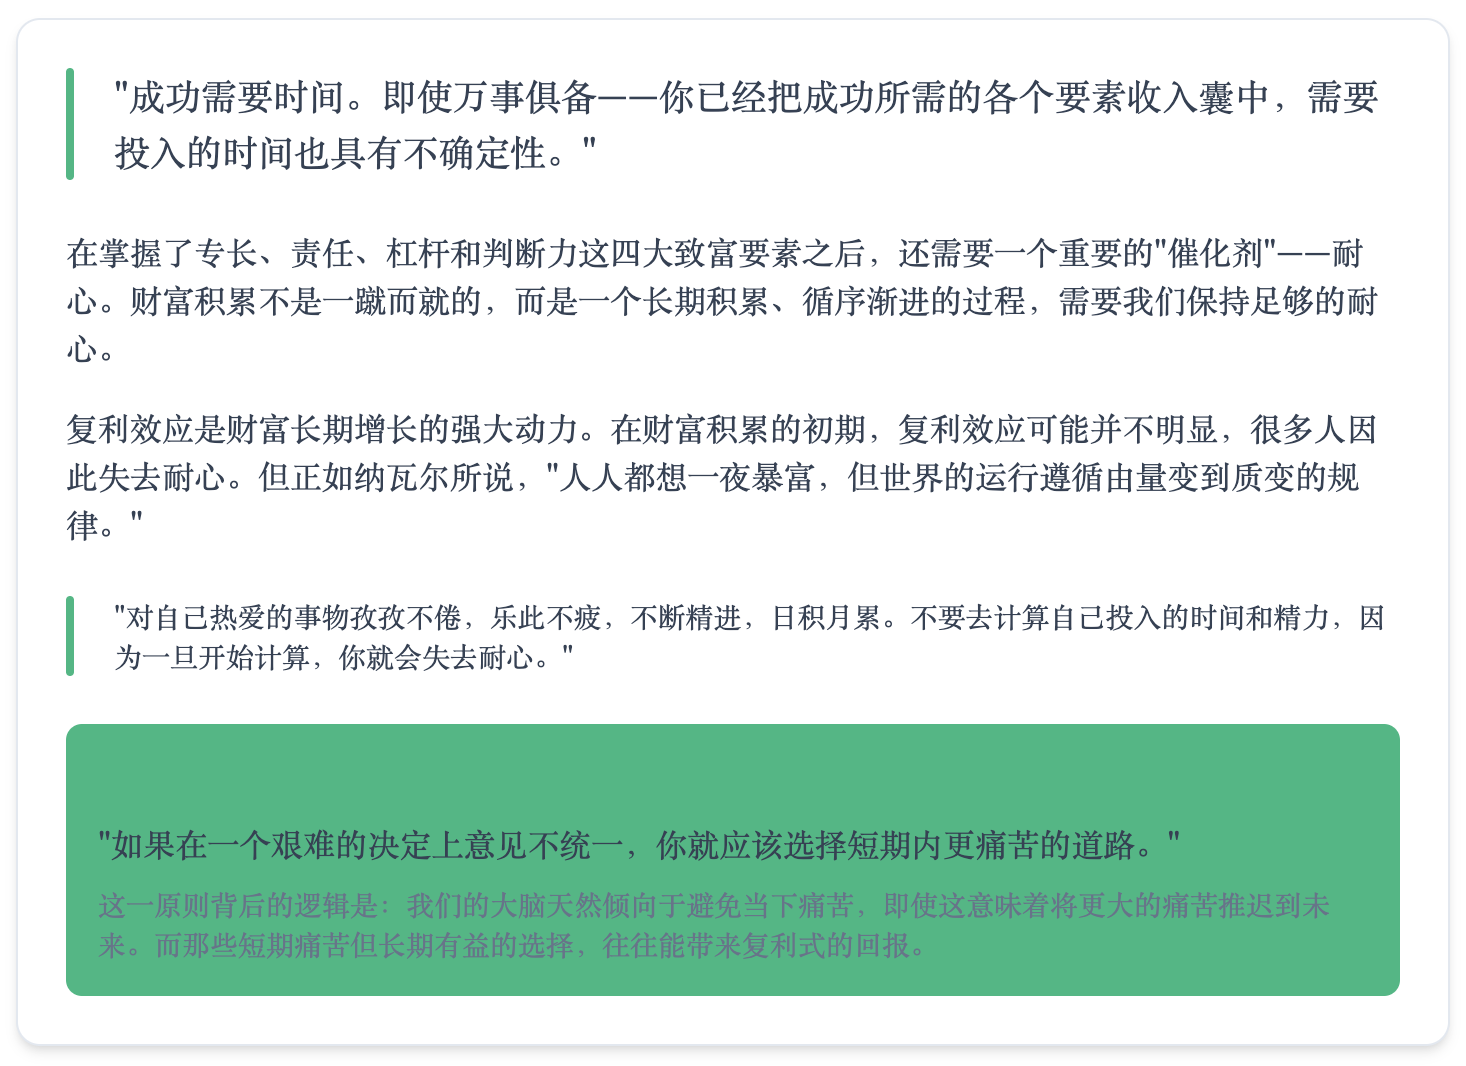 "成功需要时间。即使万事俱备——你已经把成功所需的各个要素收入囊中，需要
投入的时间也具有不确定性。"
在掌握了专长、责任、杠杆和判断力这四大致富要素之后，还需要一个重要的"催化剂"——耐
心。财富积累不是一蹴而就的，而是一个长期积累、循序渐进的过程，需要我们保持足够的耐
心。
复利效应是财富长期增长的强大动力。在财富积累的初期，复利效应可能并不明显，很多人因
此失去耐心。但正如纳瓦尔所说，"人人都想一夜暴富，但世界的运行遵循由量变到质变的规
律。"
"对自己热爱的事物孜孜不倦，乐此不疲，不断精进，日积月累。不要去计算自己投入的时间和精力，因
为一旦开始计算，你就会失去耐心。"
"如果在一个艰难的决定上意见不统一，你就应该选择短期内更痛苦的道路。"
这一原则背后的逻辑是：我们的大脑天然倾向于避免当下痛苦，即使这意味着将更大的痛苦推迟到未
来。而那些短期痛苦但长期有益的选择，往往能带来复利式的回报。